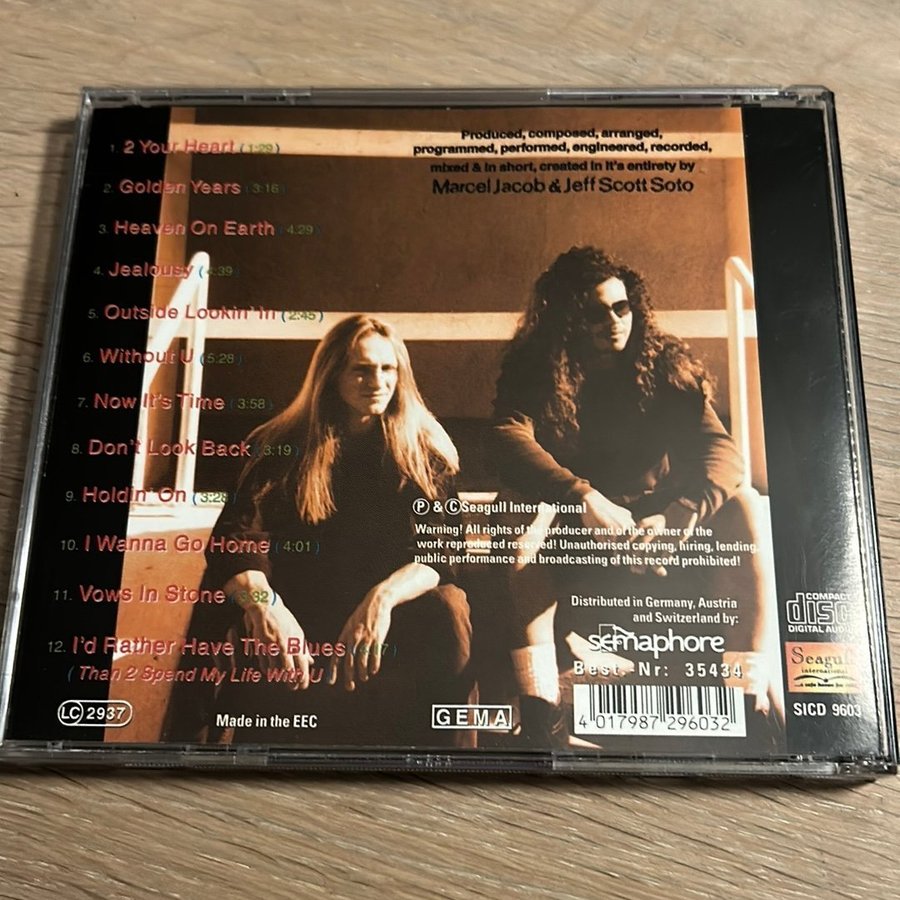 1. 2 Your Heart (1:29)
2. Golden Years (3:16)
3. Heaven On Earth (4:29)
4. Jealousy (4:39)
5. Outside Lookin' In (2:45)
6. Without U (5:28)
7. Now It's Time (3:58)
8. Don't Look Back (3:19)
9. Holdin' On (3:28)
10. I Wanna Go Home (4:01)
11. Vows In Stone (3:32)
12. I'd Rather Have The Blues
(Than 2 Spend My Life With U)
LC 2937
Made in the EEC
Produced, composed, arranged,
programmed, performed, engineered, recorded,
mixed & in short, created in it's entirety by
Marcel Jacob & Jeff Scott Soto
Ⓟ & ©Seagull International
Warning! All rights of the producer and of the owner of the
work reproduced reserved! Unauthorised copying, hiring, lending,
public performance and broadcasting of this record prohibited!
Distributed in Germany, Austria
and Switzerland by:
semaphore
Best.-Nr: 35434
GEMA
4 017987 296032
COMPACT
disc
DIGITAL AUDIO
Seagull
international
SICD 9603